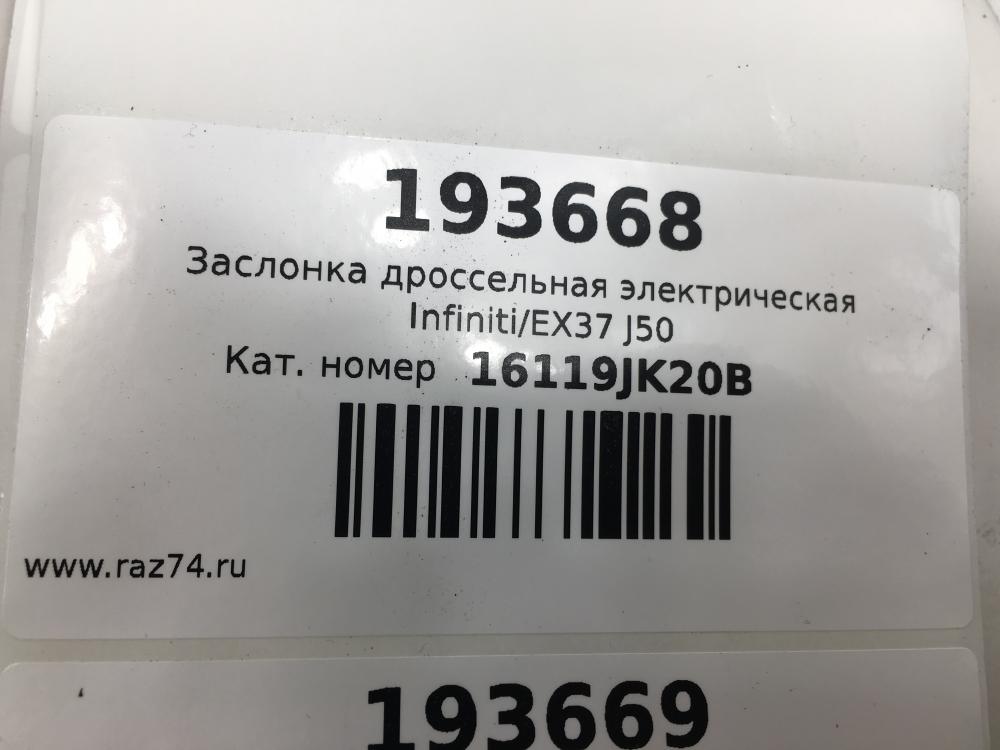 193668
Заслонка дроссельная электрическая
Infiniti/EX37 J50
Кат. номер 16119JK20B
www.raz74.ru
193669